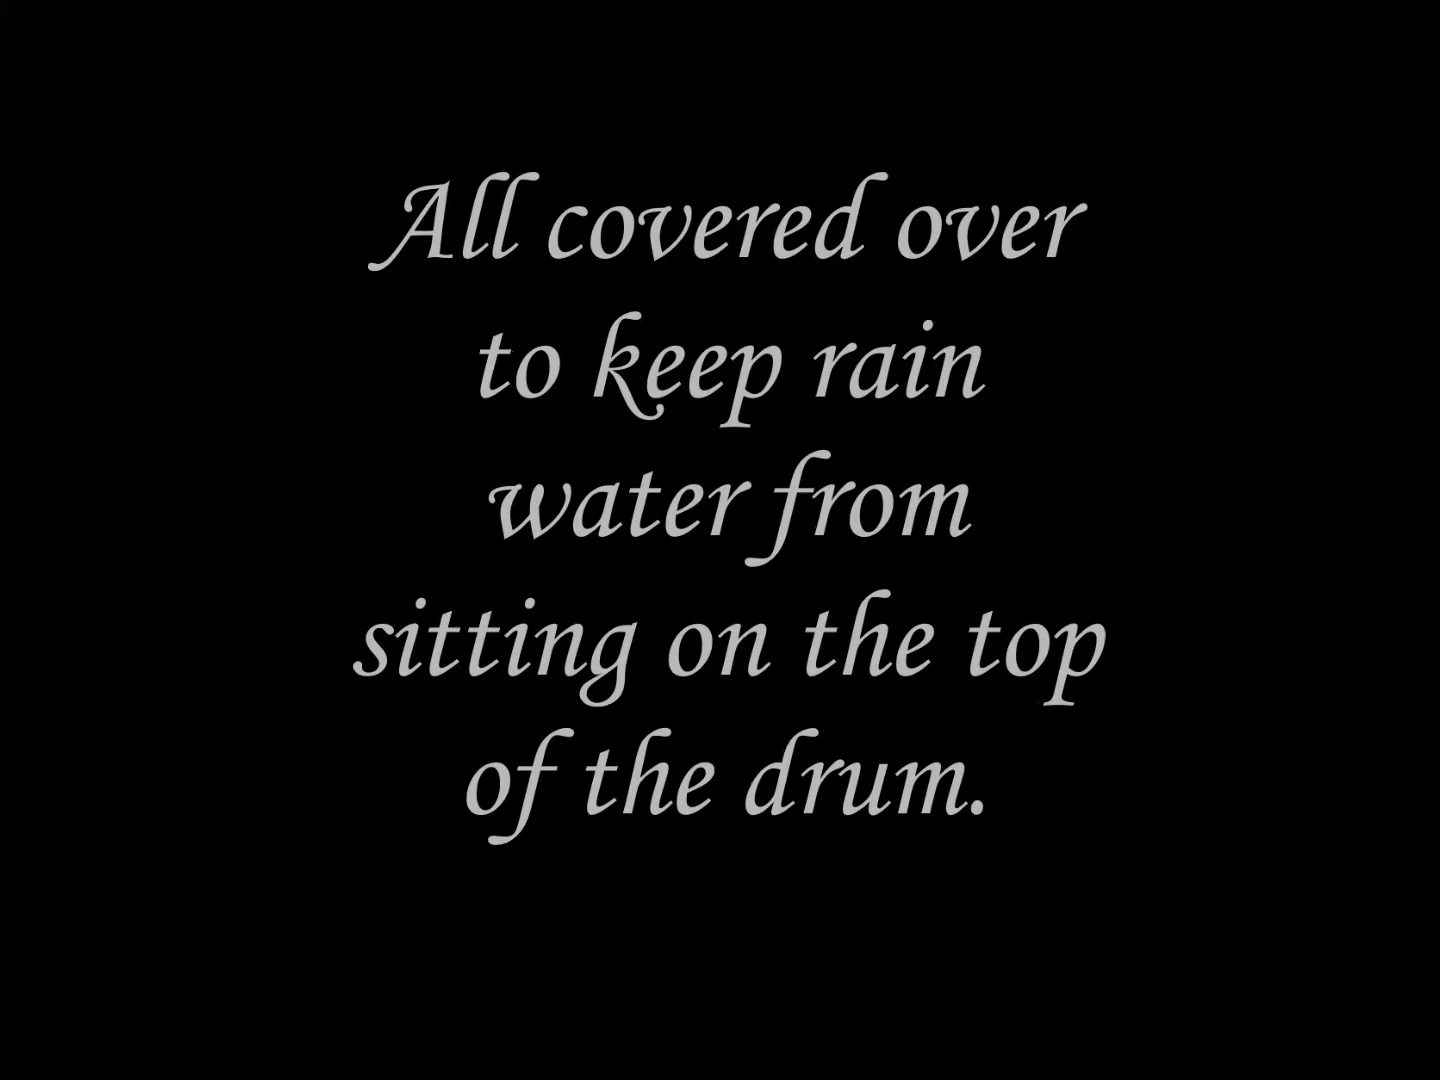 All covered over
to keep rain
water from
sitting on the top
of the drum.